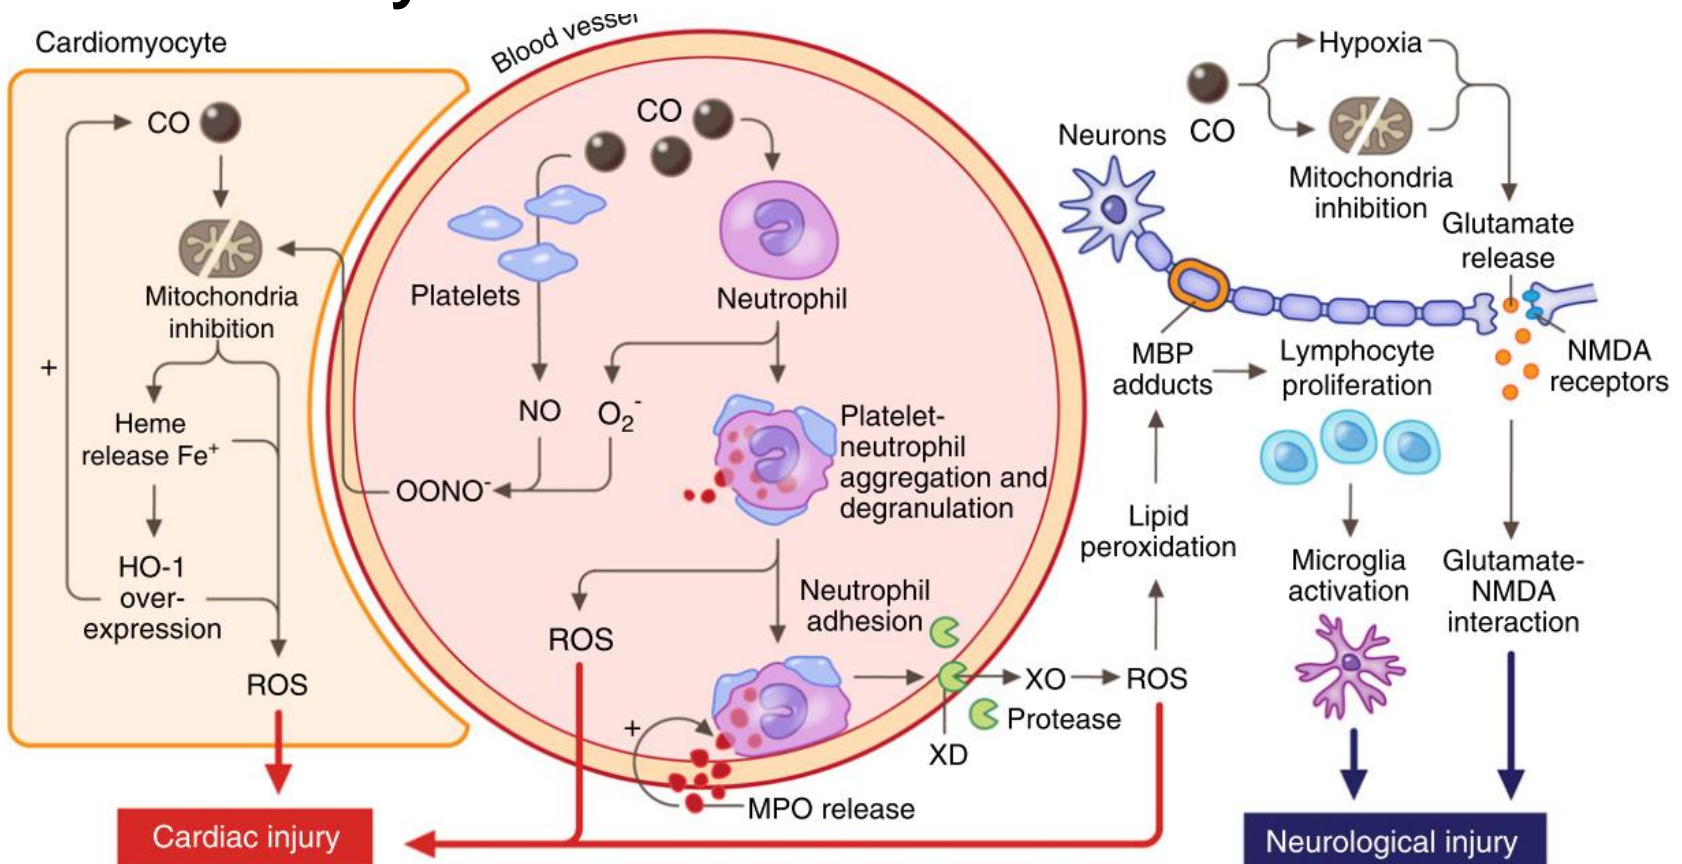 Cardiomyocyte
CO
Mitochondria
inhibition
+
Heme
release Fe⁺
HO-1
over-
expression
ROS
Cardiac injury
Blood vessel
CO
Platelets
Neutrophil
NO
O₂⁻
OONO⁻
Platelet-
neutrophil
aggregation and
degranulation
ROS
Neutrophil
adhesion
+
MPO release
XD
XO
ROS
Protease
Lipid
peroxidation
MBP
adducts
Neurons
CO
Hypoxia
Mitochondria
inhibition
Glutamate
release
NMDA
receptors
Lymphocyte
proliferation
Microglia
activation
Glutamate-
NMDA
interaction
Neurological injury